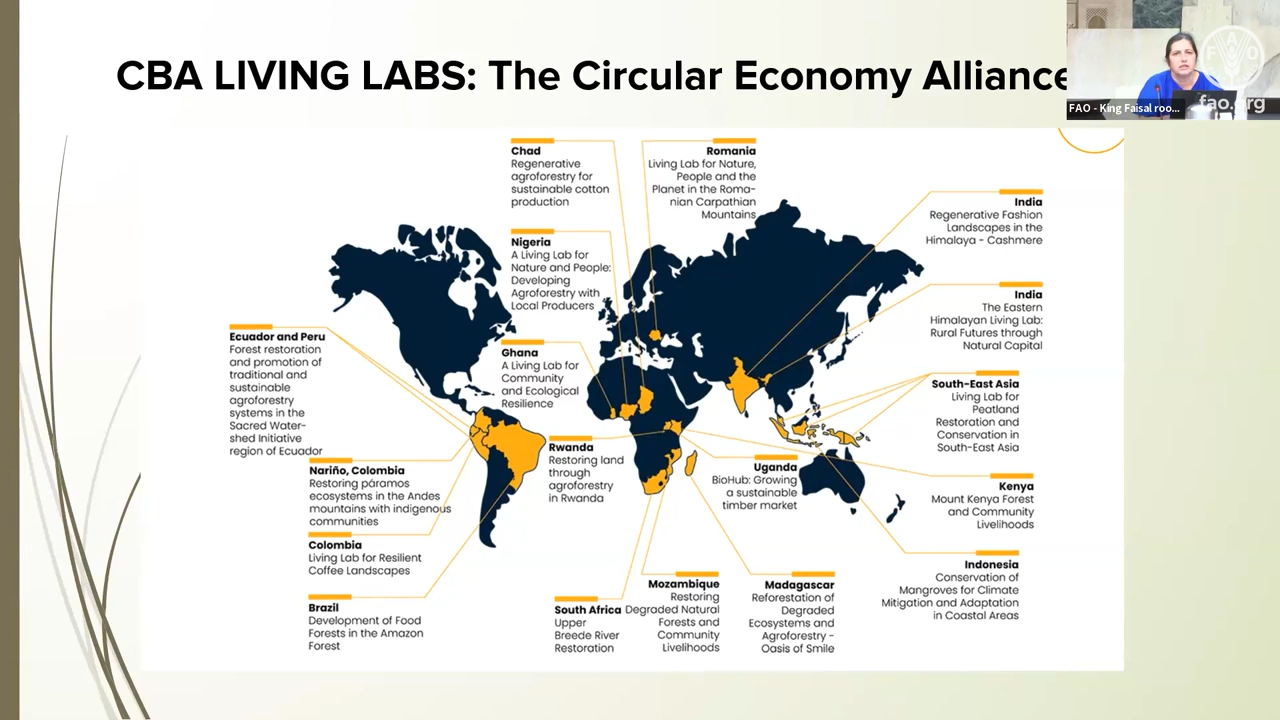 CBA LIVING LABS: The Circular Economy Alliance
FAO
FAO - King Faisal roo...
fao.org
Chad
Regenerative
agroforestry for
sustainable cotton
production
Romania
Living Lab for Nature,
People and the
Planet in the Roma-
nian Carpathian
Mountains
India
Regenerative Fashion
Landscapes in the
Himalaya - Cashmere
Nigeria
A Living Lab for
Nature and People:
Developing
Agroforestry with
Local Producers
India
The Eastern
Himalayan Living Lab:
Rural Futures through
Natural Capital
Ecuador and Peru
Forest restoration
and promotion of
traditional and
sustainable
agroforestry
systems in the
Sacred Water-
shed Initiative
region of Ecuador
Ghana
A Living Lab for
Community
and Ecological
Resilience
South-East Asia
Living Lab for
Peatland
Restoration and
Conservation in
South-East Asia
Rwanda
Restoring land
through
agroforestry
in Rwanda
Uganda
BioHub: Growing
a sustainable
timber market
Nariño, Colombia
Restoring páramos
ecosystems in the Andes
mountains with indigenous
communities
Kenya
Mount Kenya Forest
and Community
Livelihoods
Colombia
Living Lab for Resilient
Coffee Landscapes
Indonesia
Conservation of
Mangroves for Climate
Mitigation and Adaptation
in Coastal Areas
Brazil
Development of Food
Forests in the Amazon
Forest
South Africa
Upper
Breede River
Restoration
Mozambique
Restoring
Degraded Natural
Forests and
Community
Livelihoods
Madagascar
Reforestation of
Degraded
Ecosystems and
Agroforestry -
Oasis of Smile